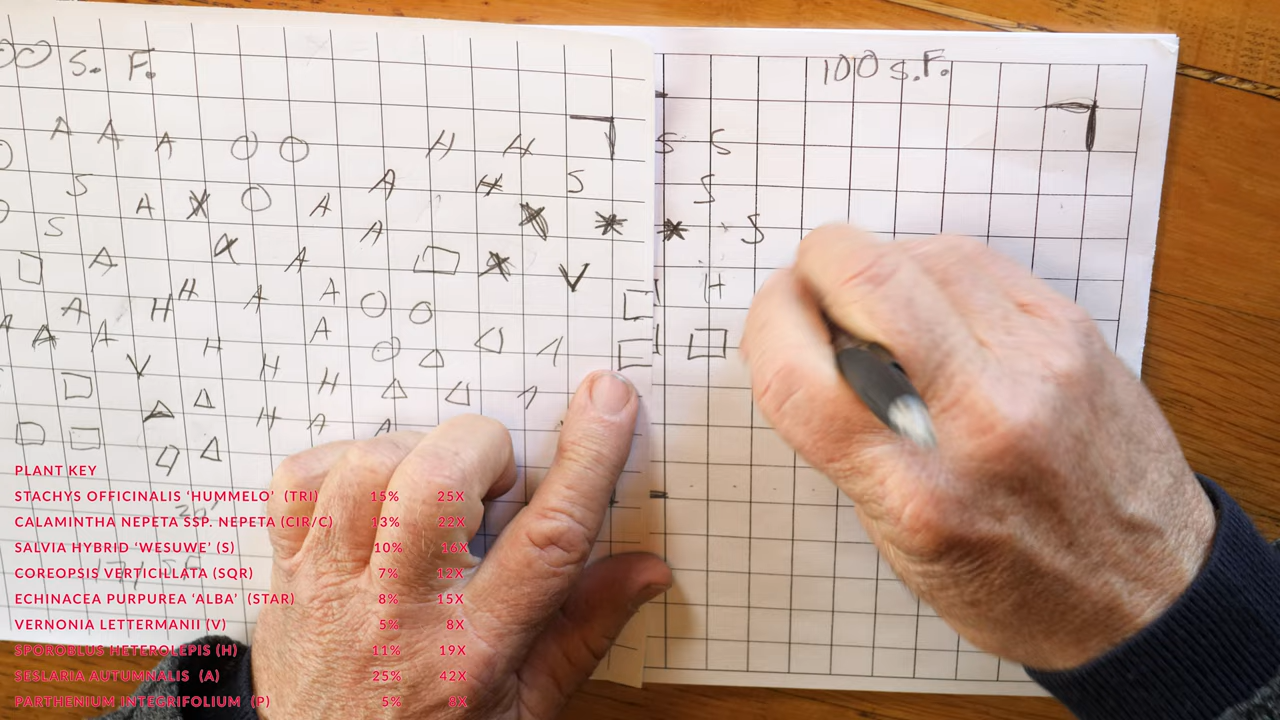 00 S. F.
100 S.F.
A A A O O H H S S
S A O A A H S S
S A S
A A V
A H H A A O O H
A A A H A O
V H H
H A A
PLANT KEY
STACHYS OFFICINALIS ‘HUMMELO’ (TRI) 15% 25X
CALAMINTHA NEPETA SSP. NEPETA (CIR/C) 13% 22X
SALVIA HYBRID ‘WESUWE’ (S) 10% 16X
COREOPSIS VERTICILLATA (SQR) 7% 12X
ECHINACEA PURPUREA ‘ALBA’ (STAR) 8% 15X
VERNONIA LETTERMANII (V) 5% 8X
SPOROBLUS HETEROLEPIS (H) 11% 19X
SESLARIA AUTUMNALIS (A) 25% 42X
PARTHENIUM INTEGRIFOLIUM (P) 5% 8X